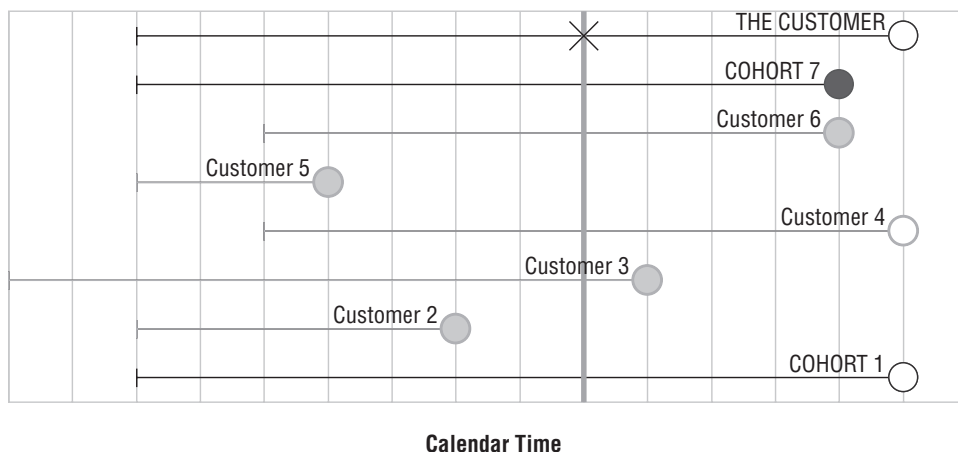 THE CUSTOMER
COHORT 7
Customer 6
Customer 5
Customer 4
Customer 3
Customer 2
COHORT 1
Calendar Time